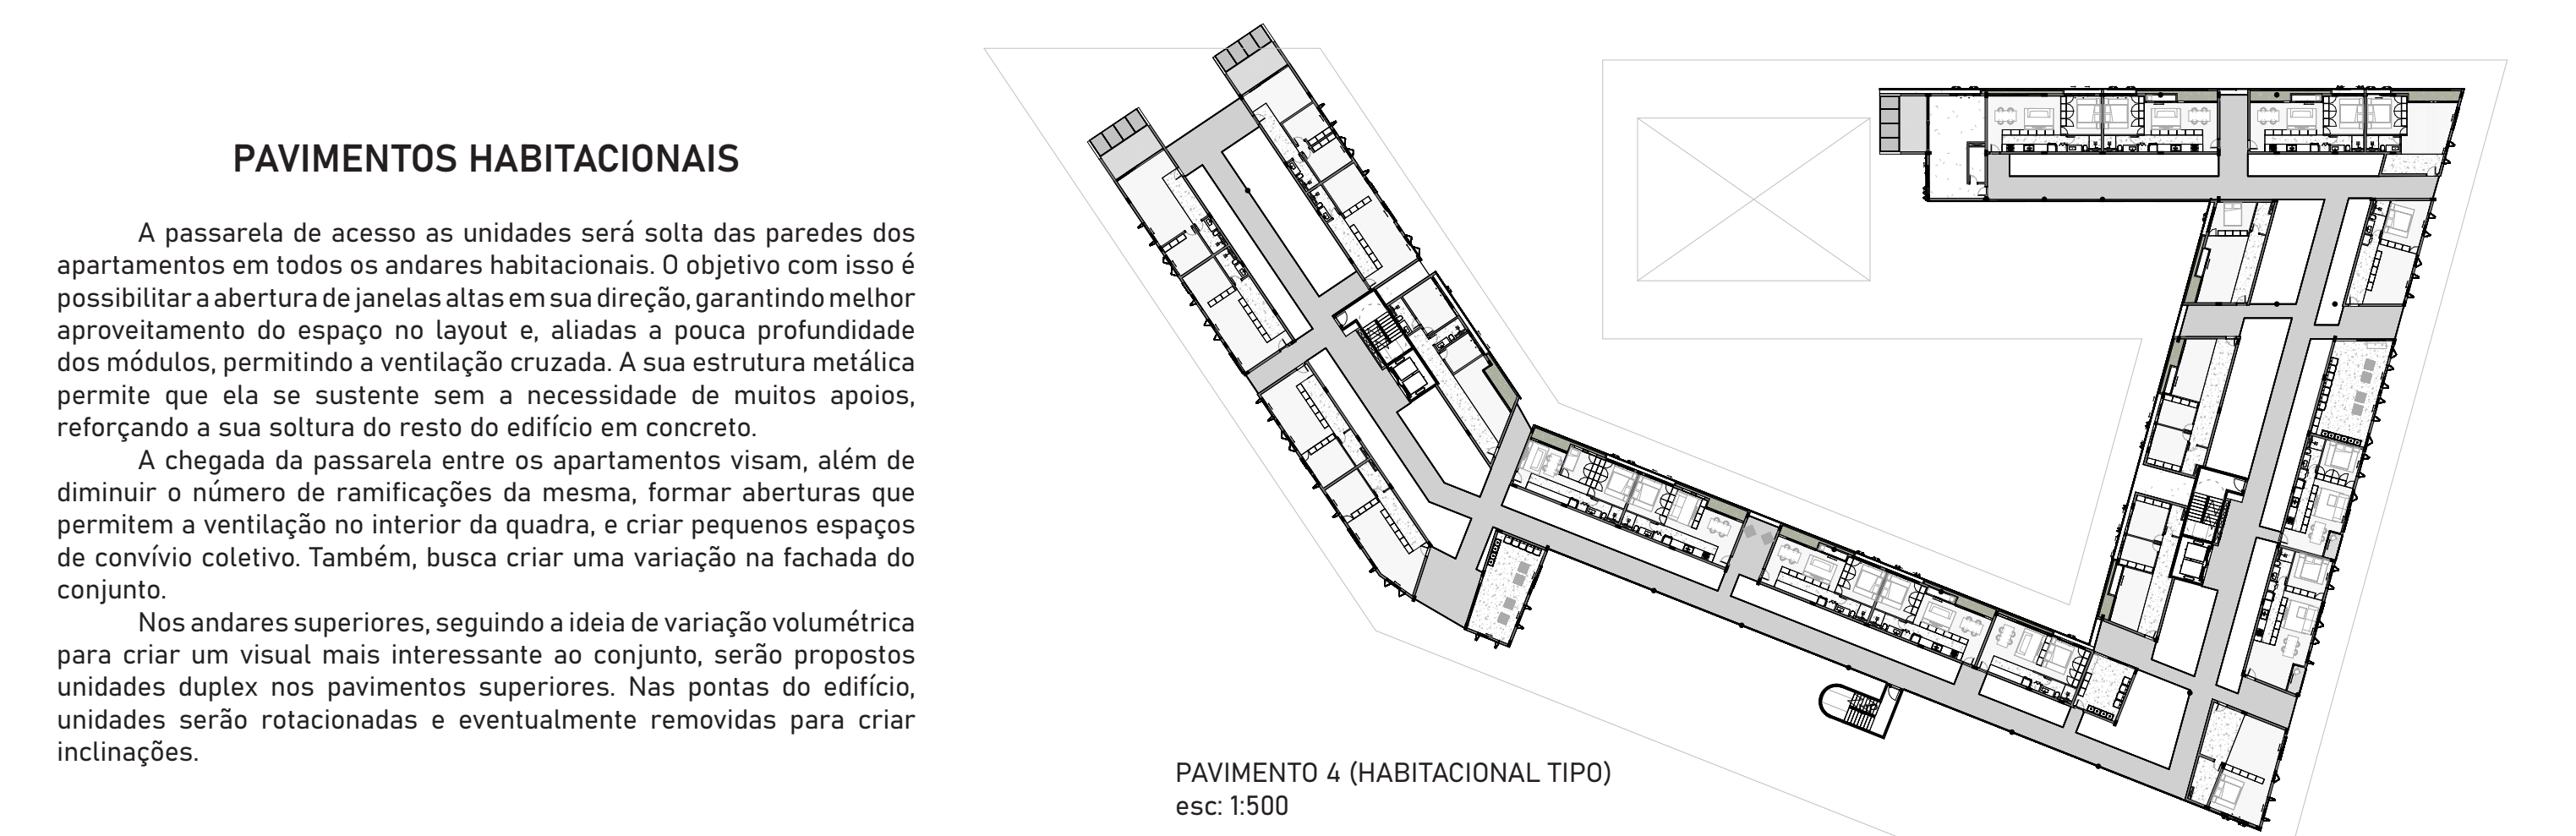 PAVIMENTOS HABITACIONAIS
A passarela de acesso as unidades será solta das paredes dos
apartamentos em todos os andares habitacionais. O objetivo com isso é
possibilitar a abertura de janelas altas em sua direção, garantindo melhor
aproveitamento do espaço no layout e, aliadas a pouca profundidade
dos módulos, permitindo a ventilação cruzada. A sua estrutura metálica
permite que ela se sustente sem a necessidade de muitos apoios,
reforçando a sua soltura do resto do edifício em concreto.
A chegada da passarela entre os apartamentos visam, além de
diminuir o número de ramificações da mesma, formar aberturas que
permitem a ventilação no interior da quadra, e criar pequenos espaços
de convívio coletivo. Também, busca criar uma variação na fachada do
conjunto.
Nos andares superiores, seguindo a ideia de variação volumétrica
para criar um visual mais interessante ao conjunto, serão propostos
unidades duplex nos pavimentos superiores. Nas pontas do edifício,
unidades serão rotacionadas e eventualmente removidas para criar
inclinações.
PAVIMENTO 4 (HABITACIONAL TIPO)
esc: 1:500